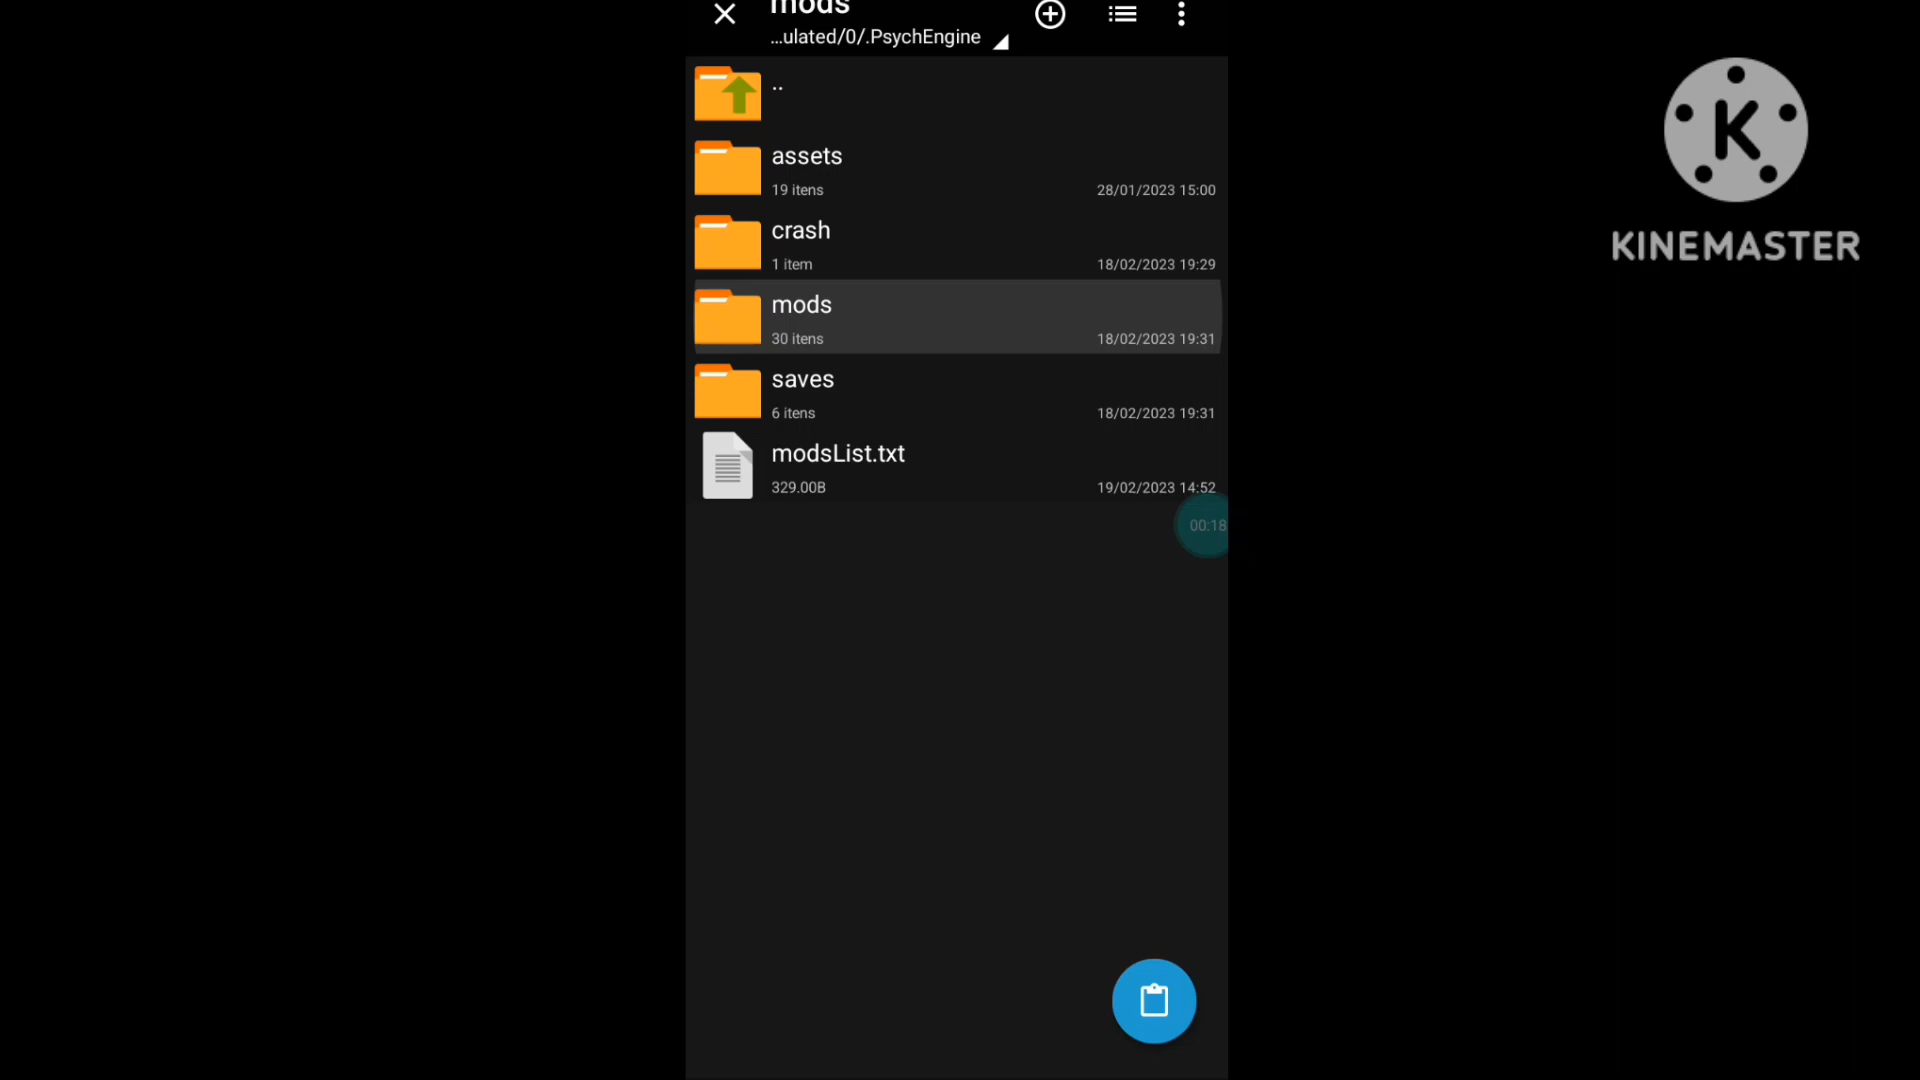 mods
...ulated/0/.PsychEngine
..
assets
19 itens
28/01/2023 15:00
crash
1 item
18/02/2023 19:29
mods
30 itens
18/02/2023 19:31
saves
6 itens
18/02/2023 19:31
modsList.txt
329.00B
19/02/2023 14:52
00:18
K
KINEMASTER